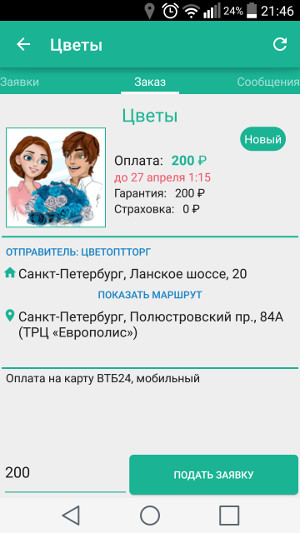 24% 21:46
Цветы
Заявки Заказ Сообщения
Цветы
Новый
Оплата: 200 ₽
до 27 апреля 1:15
Гарантия: 200 ₽
Страховка: 0 ₽
ОТПРАВИТЕЛЬ: ЦВЕТОПТТОРГ
Санкт-Петербург, Ланское шоссе, 20
ПОКАЗАТЬ МАРШРУТ
Санкт-Петербург, Полюстровский пр., 84А
(ТРЦ «Европолис»)
Оплата на карту ВТБ24, мобильный
200 ПОДАТЬ ЗАЯВКУ